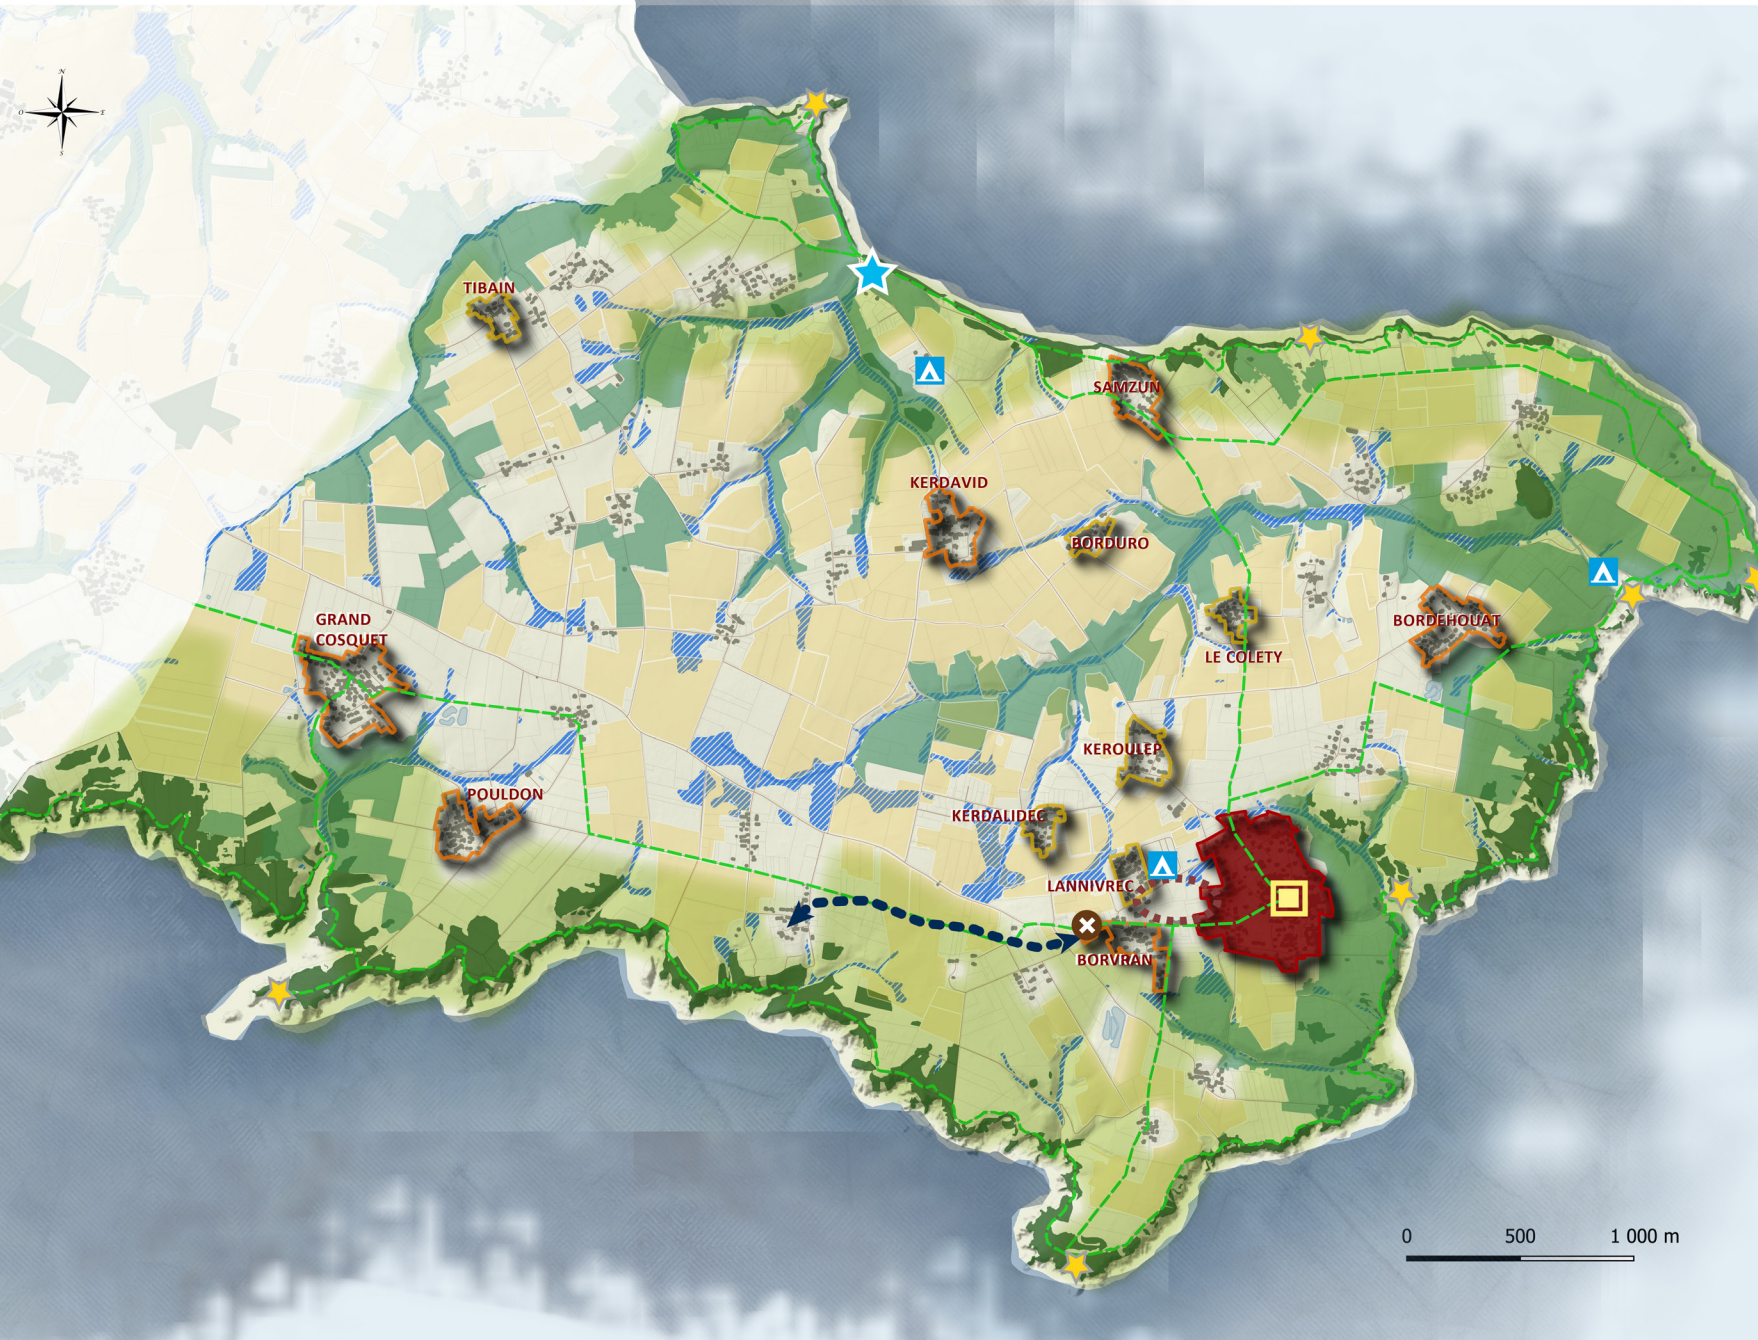 N
O
E
S
TIBAIN
SAMZUN
KERDAVID
BORDURO
GRAND
COSQUET
BORDEHOUAT
LE COLETY
KEROULEP
POULDON
KERDALIDEC
LANNIVREC
BORVRAN
0 500 1 000 m